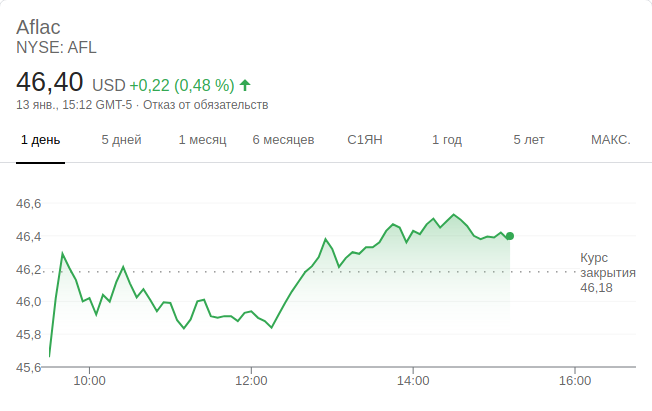 Aflac
NYSE: AFL
46,40 USD +0,22 (0,48 %)
13 янв., 15:12 GMT-5 · Отказ от обязательств
1 день 5 дней 1 месяц 6 месяцев С1ЯН 1 год 5 лет МАКС.
46,6
46,4
46,2
46,0
45,8
45,6
Курс
закрытия
46,18
10:00 12:00 14:00 16:00